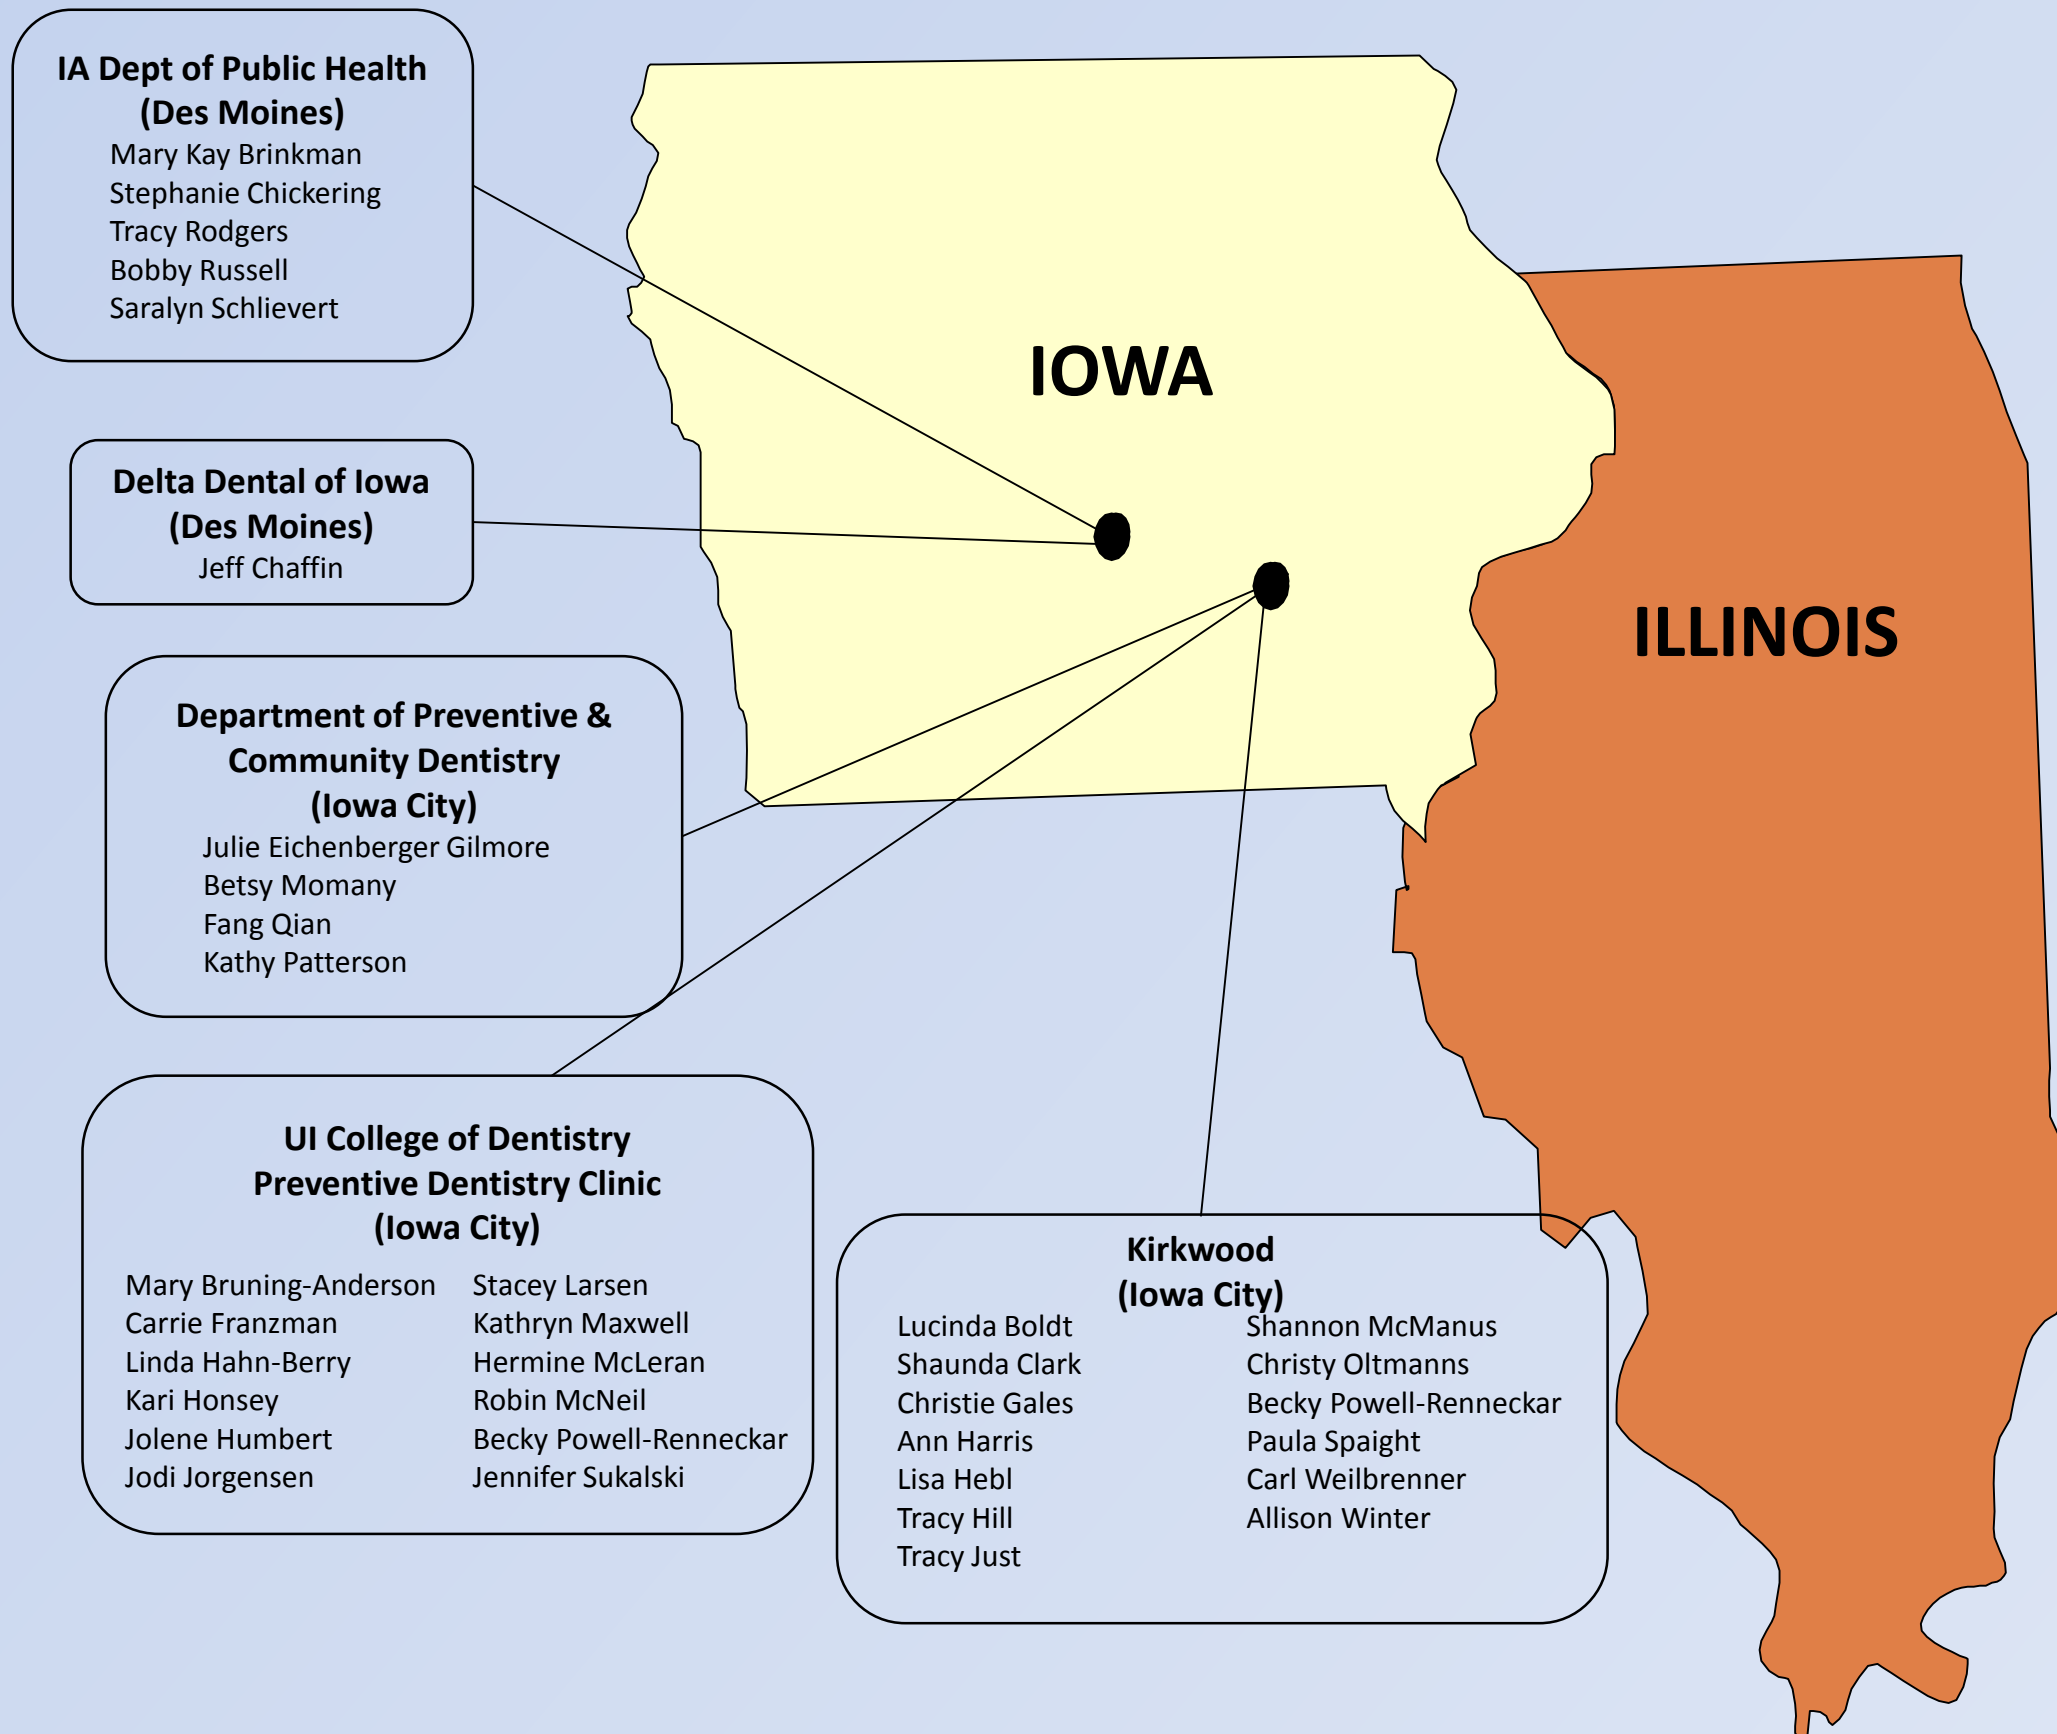 IA Dept of Public Health
(Des Moines)
Mary Kay Brinkman
Stephanie Chickering
Tracy Rodgers
Bobby Russell
Saralyn Schlievert
IOWA
Delta Dental of Iowa
(Des Moines)
Jeff Chaffin
ILLINOIS
Department of Preventive &
Community Dentistry
(Iowa City)
Julie Eichenberger Gilmore
Betsy Momany
Fang Qian
Kathy Patterson
UI College of Dentistry
Preventive Dentistry Clinic
(Iowa City)
Mary Bruning-Anderson
Carrie Franzman
Linda Hahn-Berry
Kari Honsey
Jolene Humbert
Jodi Jorgensen
Stacey Larsen
Kathryn Maxwell
Hermine McLeran
Robin McNeil
Becky Powell-Renneckar
Jennifer Sukalski
Kirkwood
(Iowa City)
Lucinda Boldt
Shaunda Clark
Christie Gales
Ann Harris
Lisa Hebl
Tracy Hill
Tracy Just
Shannon McManus
Christy Oltmanns
Becky Powell-Renneckar
Paula Spaight
Carl Weilbrenner
Allison Winter